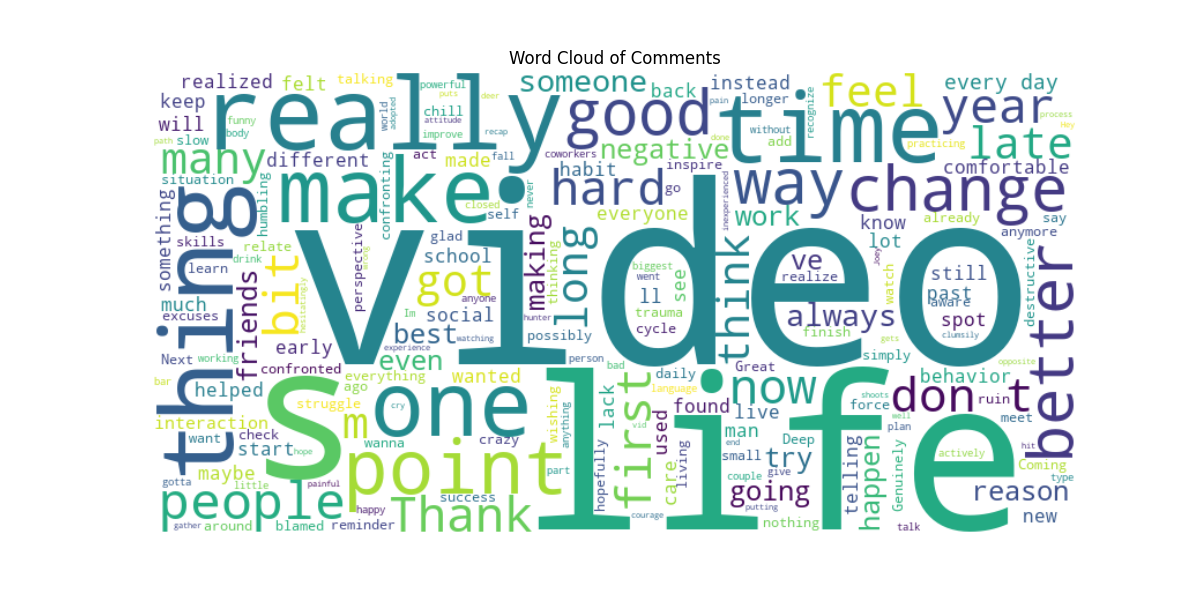 Word Cloud of Comments
realized felt talking powerful puts deer someone back instead every day
keep will really world adopted chill attitude improve recap good pain longer time recognize feel year process Hey
funny body path slow act made fall coworkers negative done without add practicing late
many different confronting habit inspire comfortable
situation thing humbling make closed self never hard go way inexperienced change
something skills learn relate drink perspective wrong glad school everyone work know already say anymore
much excuses bit hesitatingly got anyone making thinking long biggest went ll trauma cycle see think ve realize Joey lot watch still past aware destructive
video
friends Im social hunter best watching possibly always finish spot clumsily better
Next working early even experience person simply gets opposite
bar confronted everything wanted bad daily Great behavior
helped s ago one wishing lack first language now shoots force don t ruin
interaction struggle m cry anything used found live man vid well plan meet
want check start hope wanna crazy hopefully living end Deep try telling happen Genuinely actively hit
gotta maybe little painful point part care small couple give Coming type
people happy success life going putting reason
gather around blamed reminder Thank courage nothing talk new